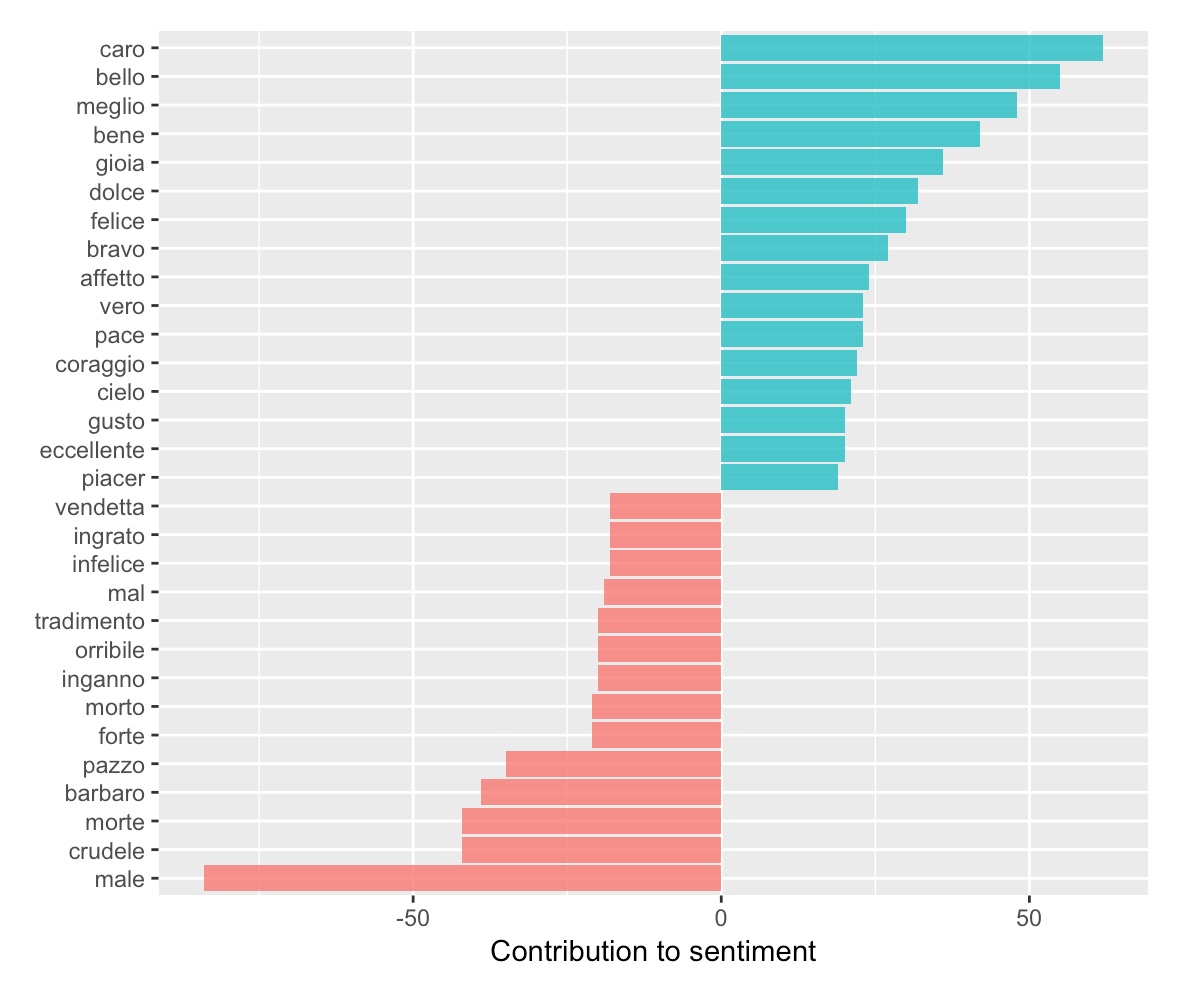 caro
bello
meglio
bene
gioia
dolce
felice
bravo
affetto
vero
pace
coraggio
cielo
gusto
eccellente
piacer
vendetta
ingrato
infelice
mal
tradimento
orribile
inganno
morto
forte
pazzo
barbaro
morte
crudele
male
-50 0 50
Contribution to sentiment